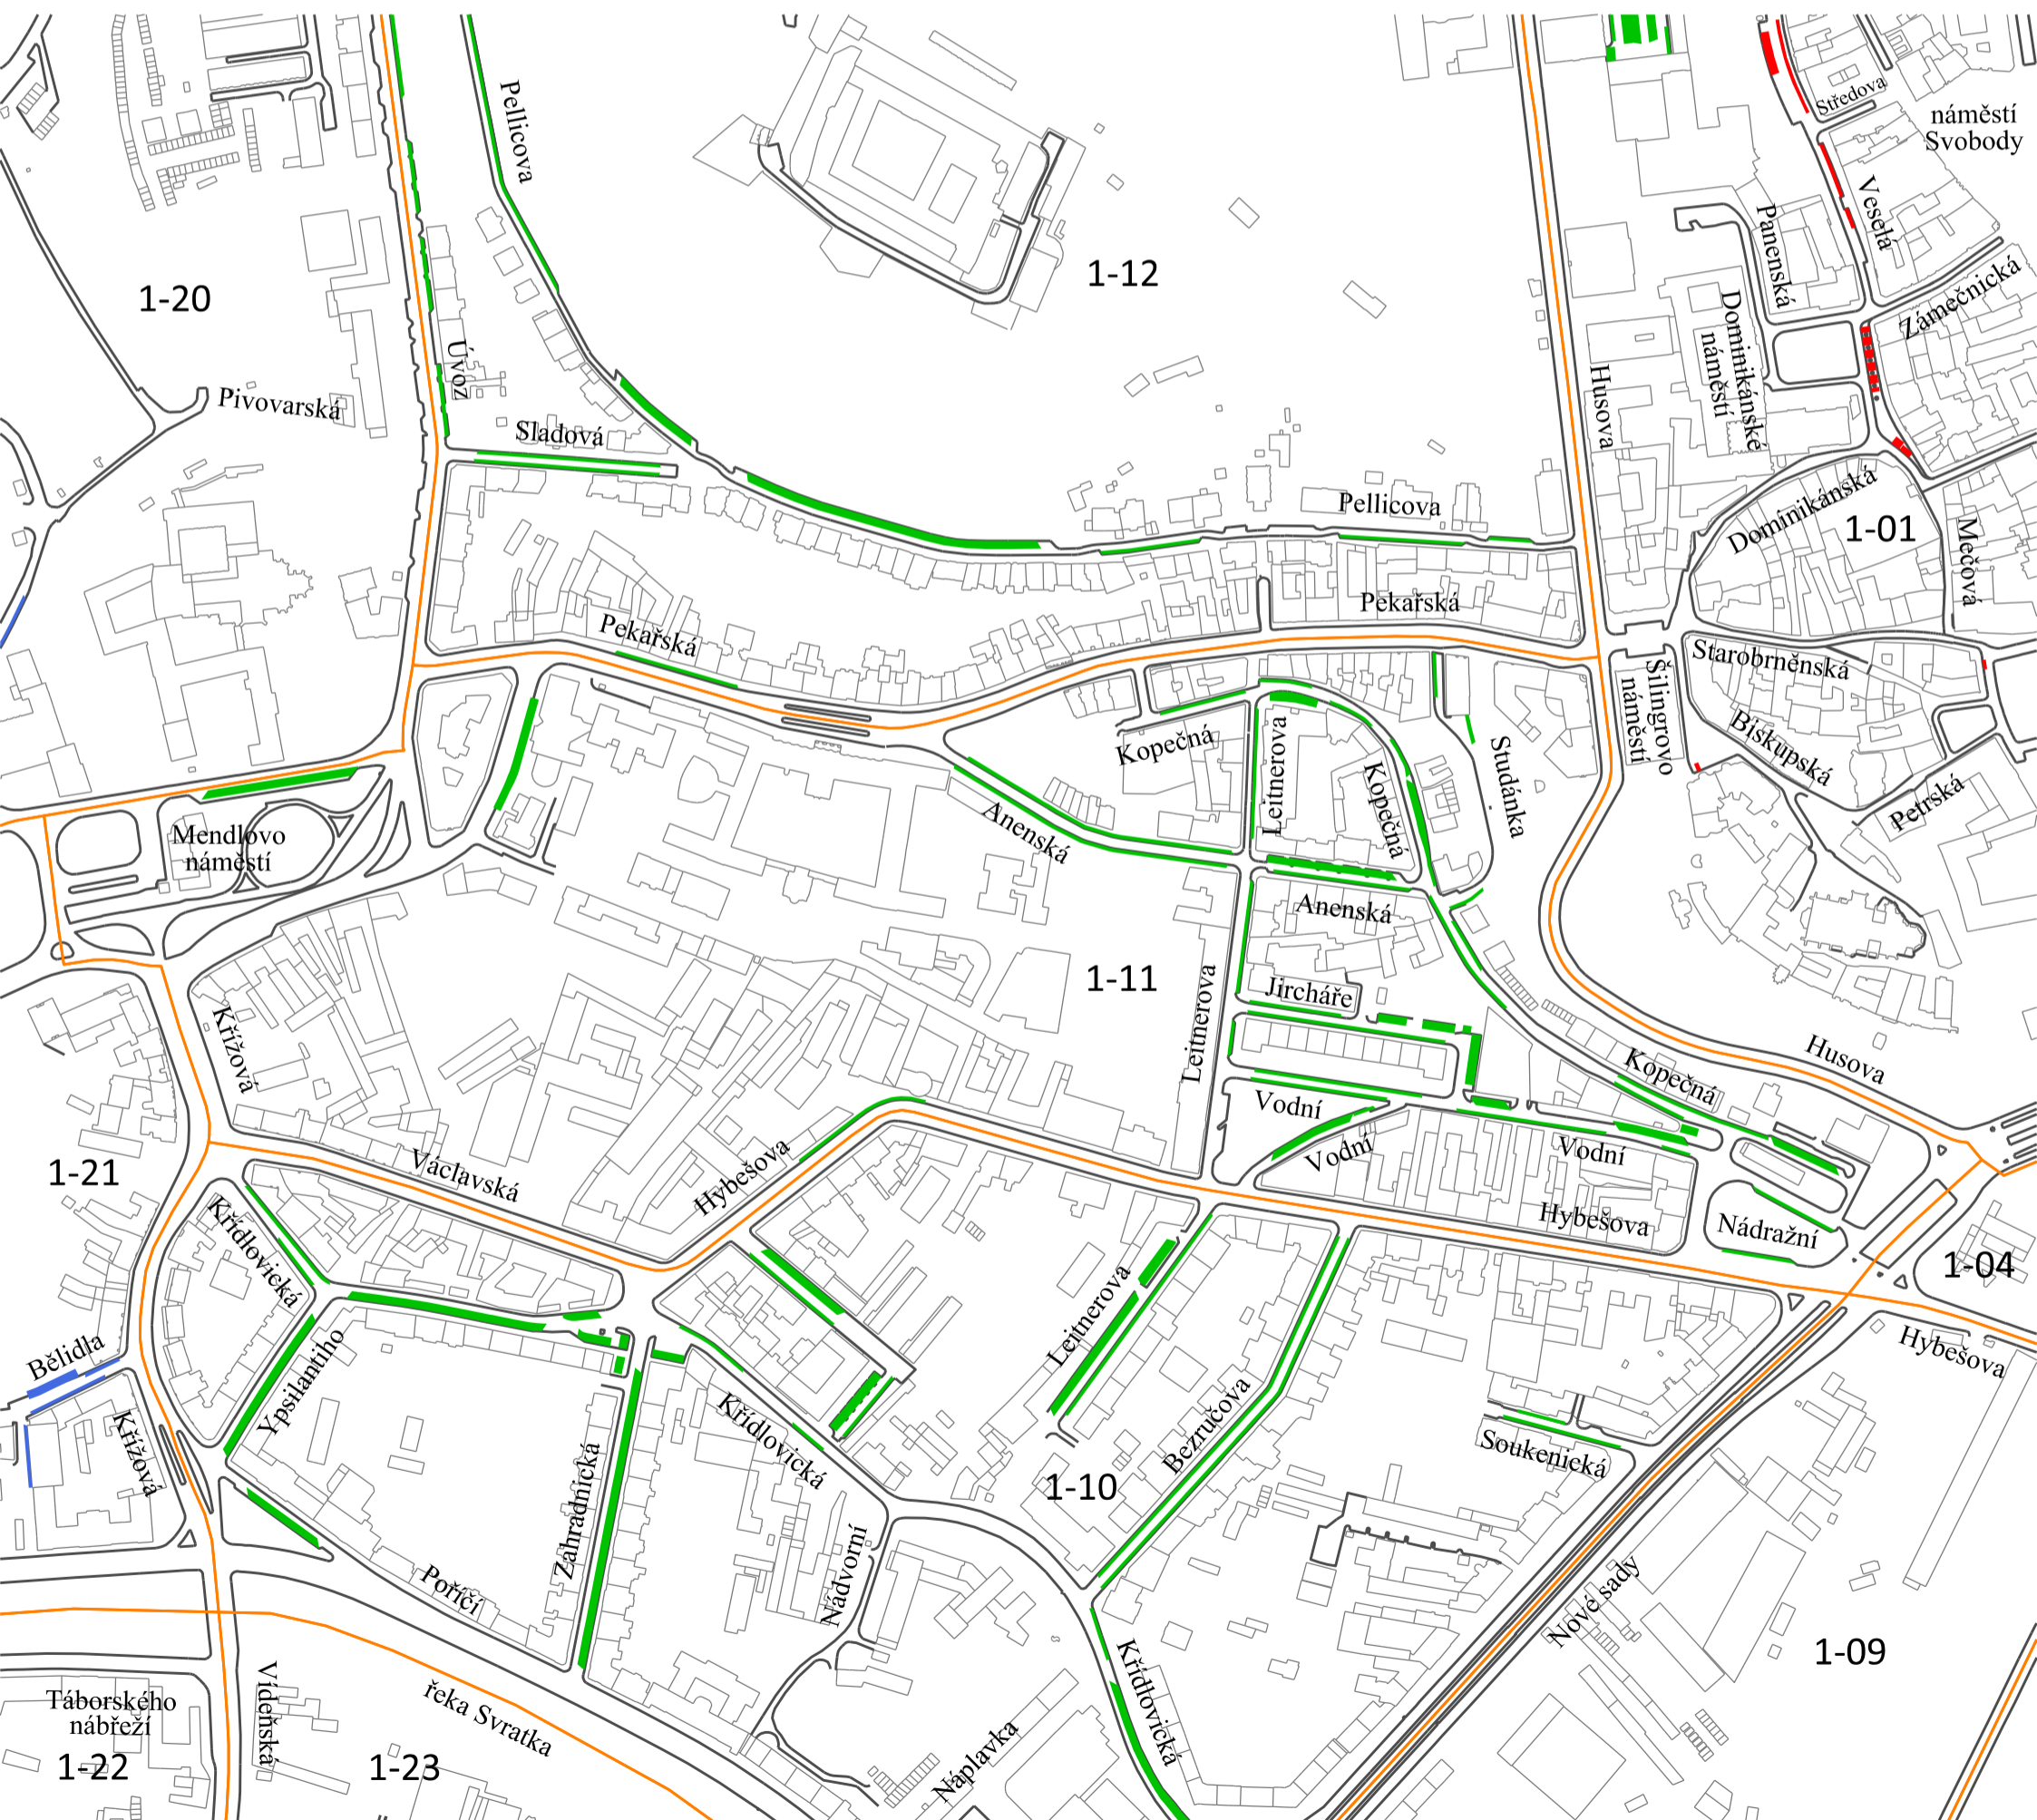 Pellicova
Středova
náměstí
Svobody
Veselá
Panenská
1-12
1-20
Zámečnická
Dominikánské
náměstí
Úvoz
Husova
Pivovarská
Sladová
Pellicova
Dominikánská
1-01
Mečová
Pekařská
Pekařská
Starobrněnská
Šilingrovo
náměstí
Biskupská
Kopečná
Leitnerova
Kopečná
Studánka
Petrská
Anenská
Mendlovo
náměstí
Anenská
1-11
Jircháře
Leitnerova
Křížová
Husova
Kopečná
Vodní
Vodní
Vodní
1-21
Václavská
Hybešova
Křídlovická
Hybešova
Nádražní
1-04
Leitnerova
Bělidla
Ypsilantiho
Hybešova
Křídlovická
Bezručova
Křížová
Soukenická
1-10
Zahradnická
Nádvorní
Poříčí
Nové sady
1-09
Křídlovická
Vídeňská
Táborského
nábřeží
řeka Svratka
Náplavka
1-22
1-23